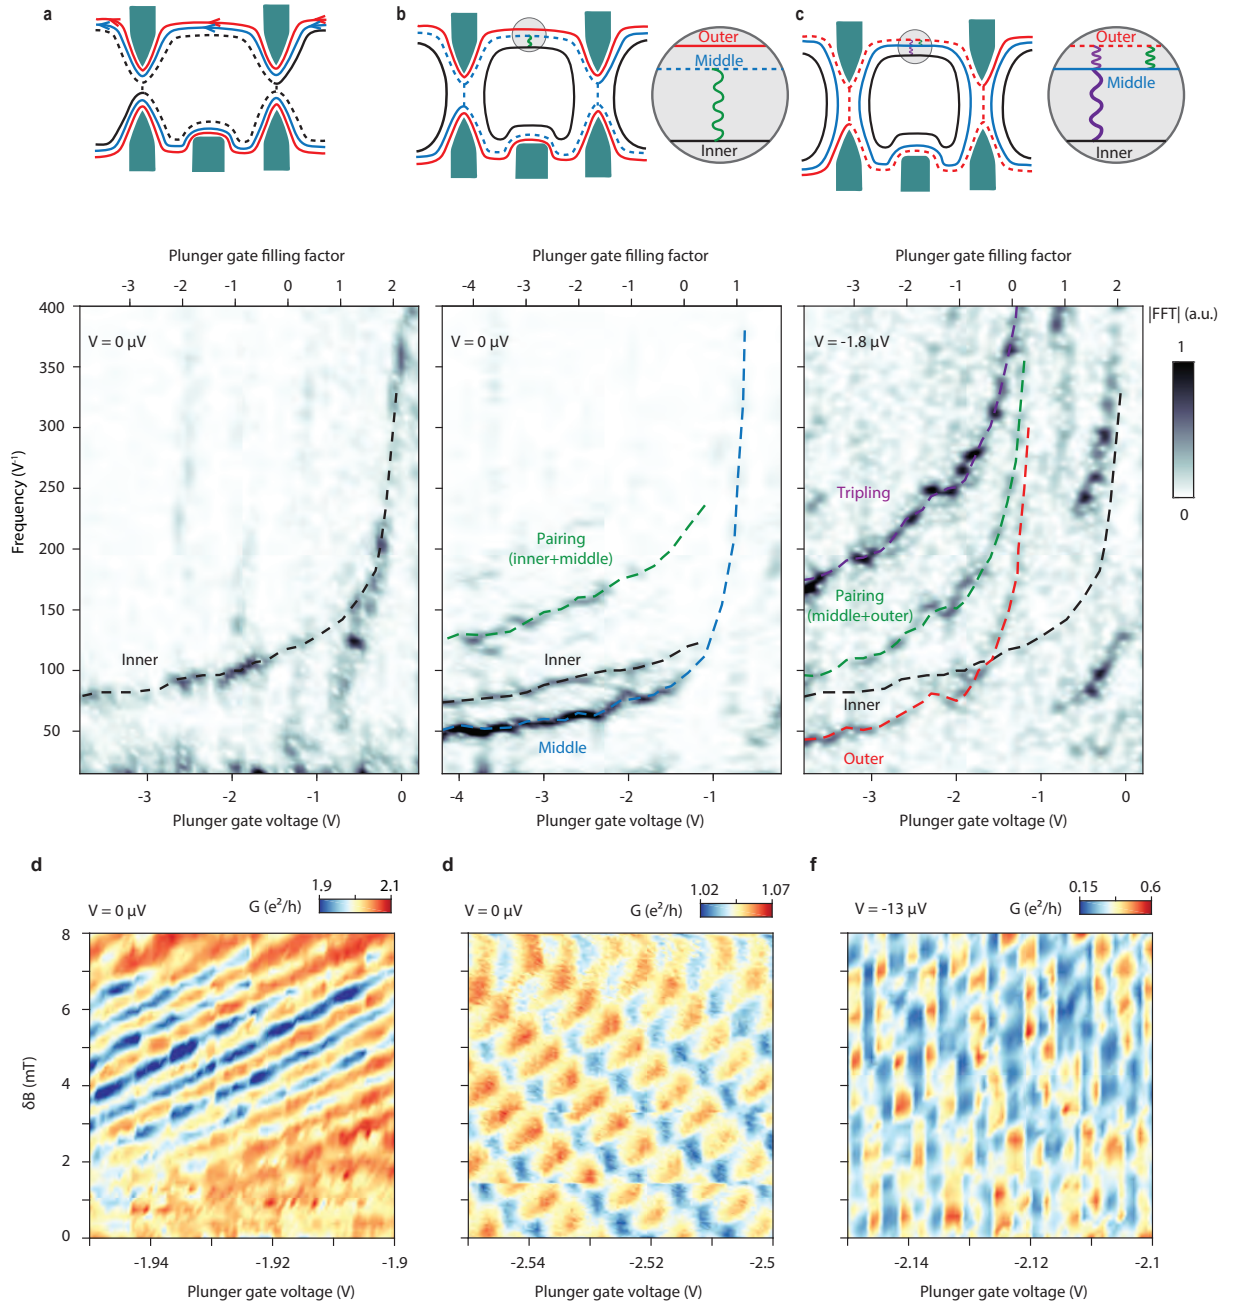 a
b
c
Outer
Middle
Inner
Outer
Middle
Inner
Plunger gate filling factor
-3 -2 -1 0 1 2
Plunger gate filling factor
-4 -3 -2 -1 0 1
Plunger gate filling factor
-3 -2 -1 0 1 2
400
350
300
250
200
150
100
50
Frequency (V⁻¹)
V = 0 µV
Inner
-3 -2 -1 0
Plunger gate voltage (V)
V = 0 µV
Pairing
(inner+middle)
Inner
Middle
-4 -3 -2 -1
Plunger gate voltage (V)
V = -1.8 µV
Tripling
Pairing
(middle+outer)
Inner
Outer
-3 -2 -1 0
Plunger gate voltage (V)
|FFT| (a.u.)
1
0
d
V = 0 µV
G (e²/h)
1.9 2.1
8
6
4
2
0
δB (mT)
-1.94 -1.92 -1.9
Plunger gate voltage (V)
d
V = 0 µV
G (e²/h)
1.02 1.07
-2.54 -2.52 -2.5
Plunger gate voltage (V)
f
V = -13 µV
G (e²/h)
0.15 0.6
-2.14 -2.12 -2.1
Plunger gate voltage (V)